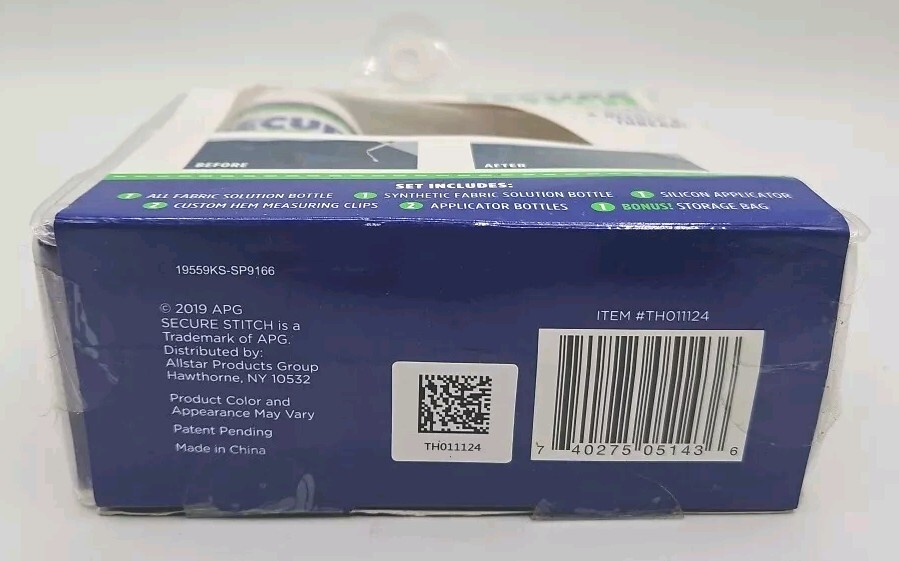 SECURE
THREAD!
ECUR
BEFORE
AFTER
SET INCLUDES:
1 ALL FABRIC SOLUTION BOTTLE 1 SYNTHETIC FABRIC SOLUTION BOTTLE 1 SILICON APPLICATOR
2 CUSTOM HEM MEASURING CLIPS 2 APPLICATOR BOTTLES 1 BONUS! STORAGE BAG
19559KS-SP9166
© 2019 APG
SECURE STITCH is a
Trademark of APG.
Distributed by:
Allstar Products Group
Hawthorne, NY 10532
Product Color and
Appearance May Vary
Patent Pending
Made in China
TH011124
ITEM #TH011124
7 40275 05143 6